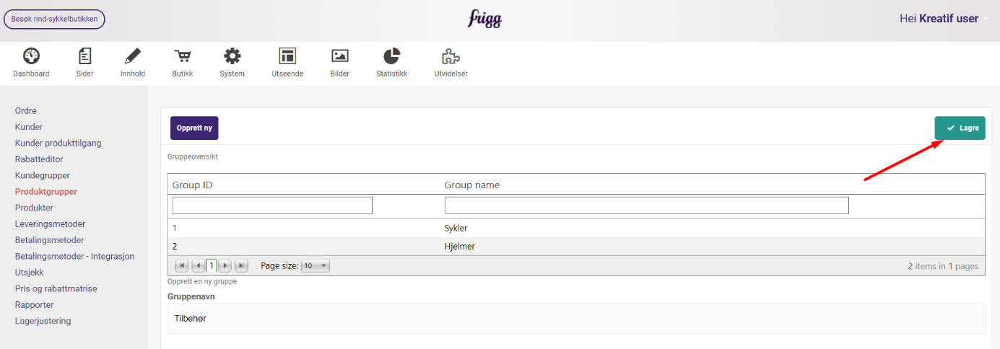 Besøk rind-sykkelbutikken
frigg
Hei Kreatif user
Dashboard
Sider
Innhold
Butikk
System
Utseende
Bilder
Statistikk
Utvidelser
Ordre
Kunder
Kunder produkttilgang
Rabatteditor
Kundegrupper
Produktgrupper
Produkter
Leveringsmetoder
Betalingsmetoder
Betalingsmetoder - Integrasjon
Utsjekk
Pris og rabattmatrise
Rapporter
Lagerjustering
Opprett ny
Lagre
Gruppeoversikt
Group ID Group name
1 Sykler
2 Hjelmer
1 Page size: 10 2 items in 1 pages
Opprett en ny gruppe
Gruppenavn
Tilbehør